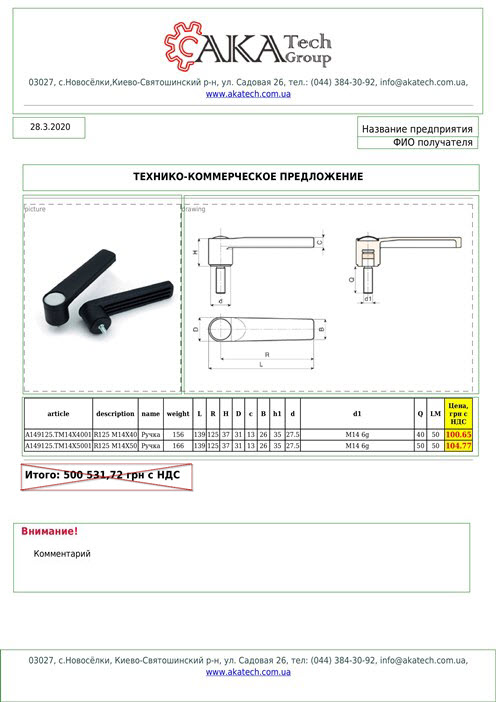 AKA Tech
Group
03027, с.Новосёлки,Киево-Святошинский р-н, ул. Садовая 26, тел.: (044) 384-30-92, info@akatech.com.ua,
www.akatech.com.ua
28.3.2020
Название предприятия
ФИО получателя
ТЕХНИКО-КОММЕРЧЕСКОЕ ПРЕДЛОЖЕНИЕ
picture
drawing
H
C
d
Q
d1
D
B
R
L
article description name weight L R H D c B h1 d d1 Q LM Цена, грн с НДС
A149125.TM14X4001 R125 M14X40 Ручка 156 139 125 37 31 13 26 35 27.5 M14 6g 40 50 100.65
A149125.TM14X5001 R125 M14X50 Ручка 166 139 125 37 31 13 26 35 27.5 M14 6g 50 50 104.77
Итого: 500 531,72 грн с НДС
Внимание!
Комментарий
03027, с.Новосёлки, Киево-Святошинский р-н, ул. Садовая 26, тел: (044) 384-30-92, info@akatech.com.ua,
www.akatech.com.ua